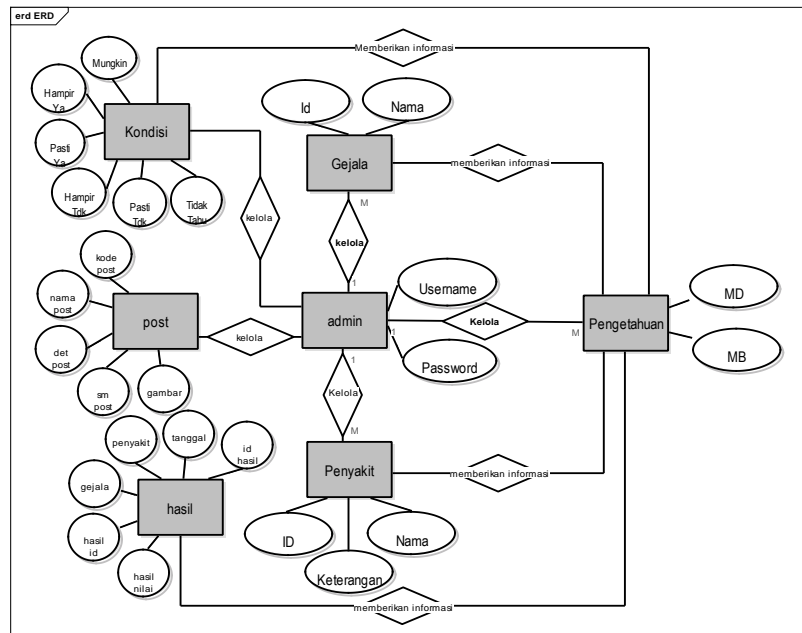 erd ERD
Memberikan informasi
Mungkin
Hampir
Ya
Kondisi
Pasti
Ya
Hampir
Tdk
Pasti
Tdk
Tidak
Tahu
Id
Nama
Gejala
memberikan informasi
M
kelola
kelola
1
kode
post
nama
post
post
det
post
sm
post
gambar
kelola
admin
Username
1
Password
Kelola
M
Pengetahuan
MD
MB
1
Kelola
M
penyakit
tanggal
id
hasil
gejala
hasil
hasil
id
hasil
nilai
Penyakit
memberikan informasi
ID
Nama
Keterangan
memberikan informasi